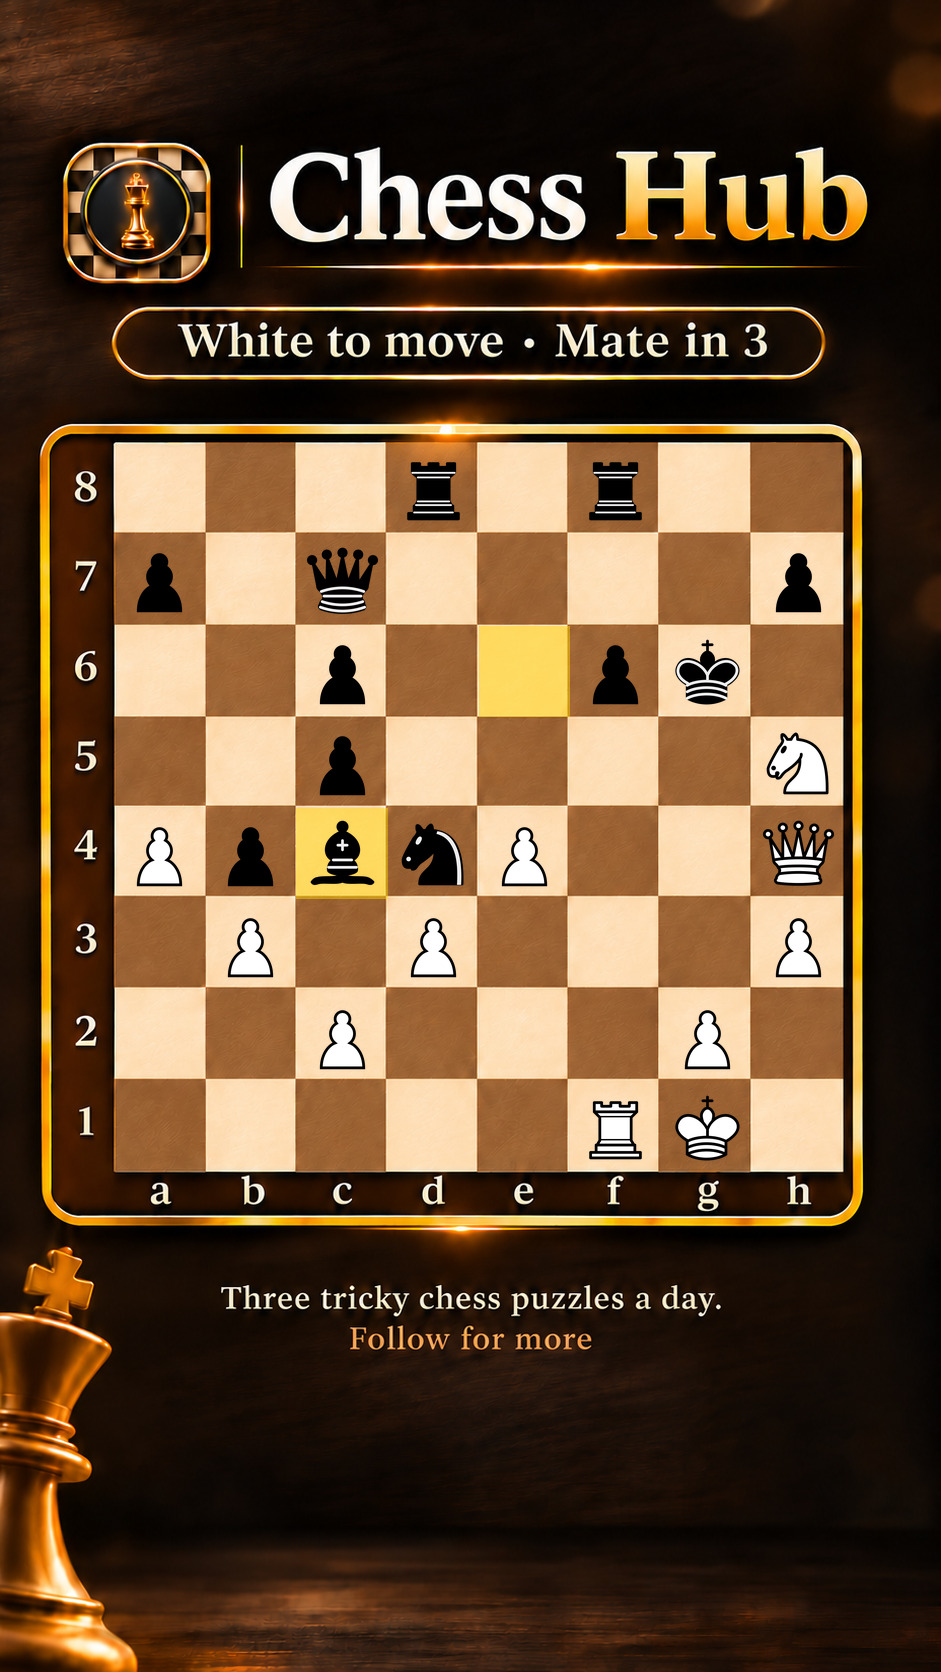 Chess Hub
White to move • Mate in 3
8
7
6
5
4
3
2
1
a b c d e f g h
Three tricky chess puzzles a day.
Follow for more